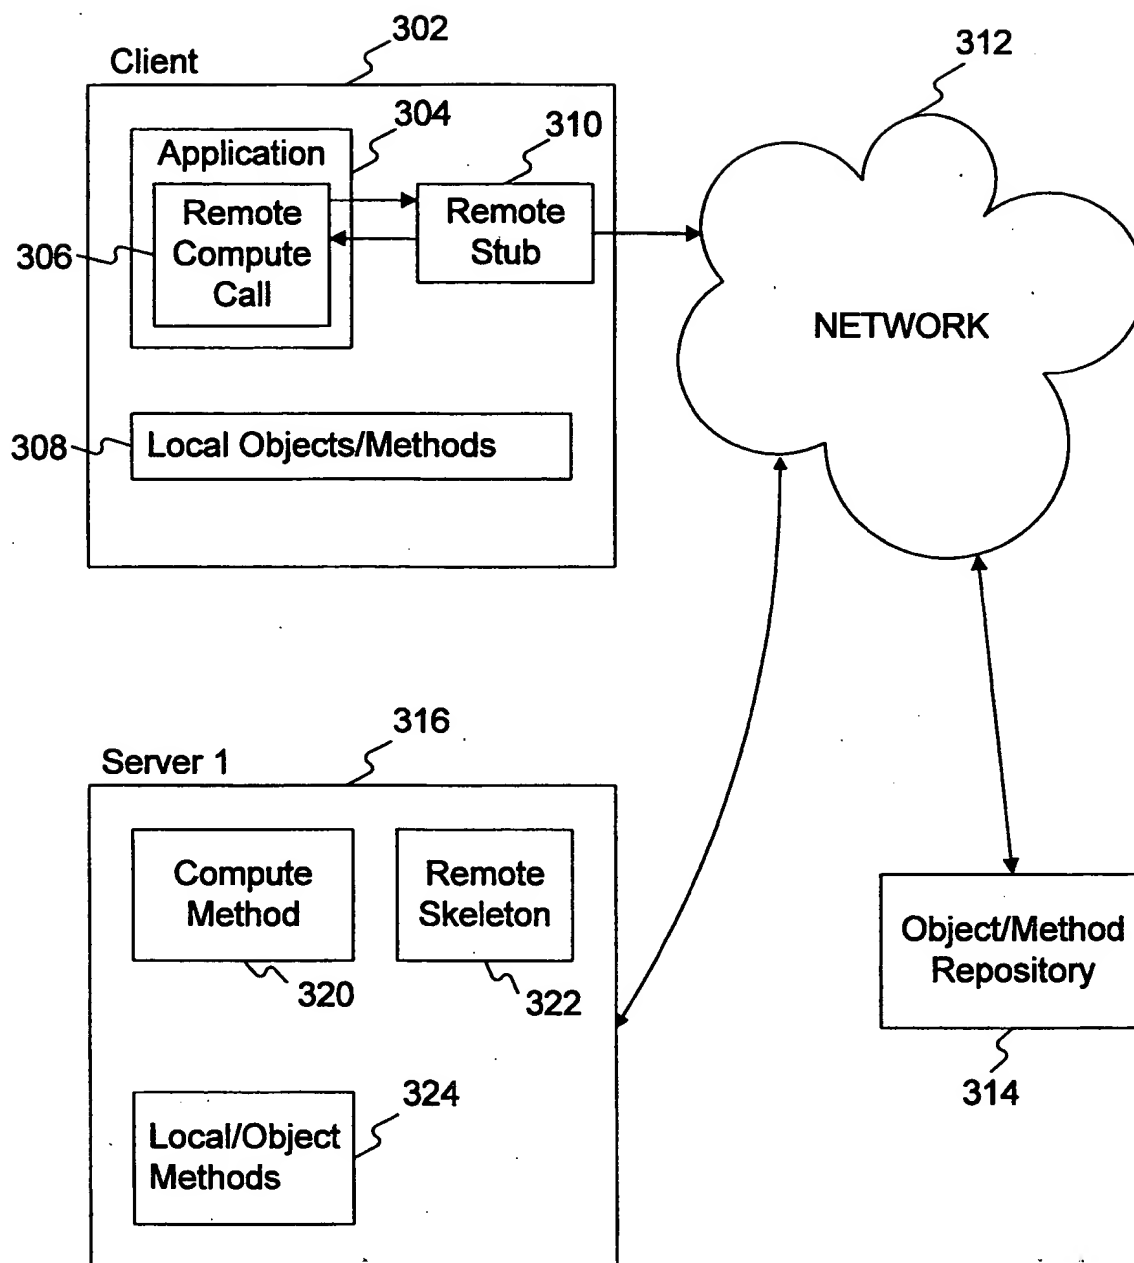 302
312
Client
304
310
Application
Remote
Compute
Call
Remote
Stub
306
NETWORK
308
Local Objects/Methods
316
Server 1
Compute
Method
Remote
Skeleton
320
322
Object/Method
Repository
314
324
Local/Object
Methods